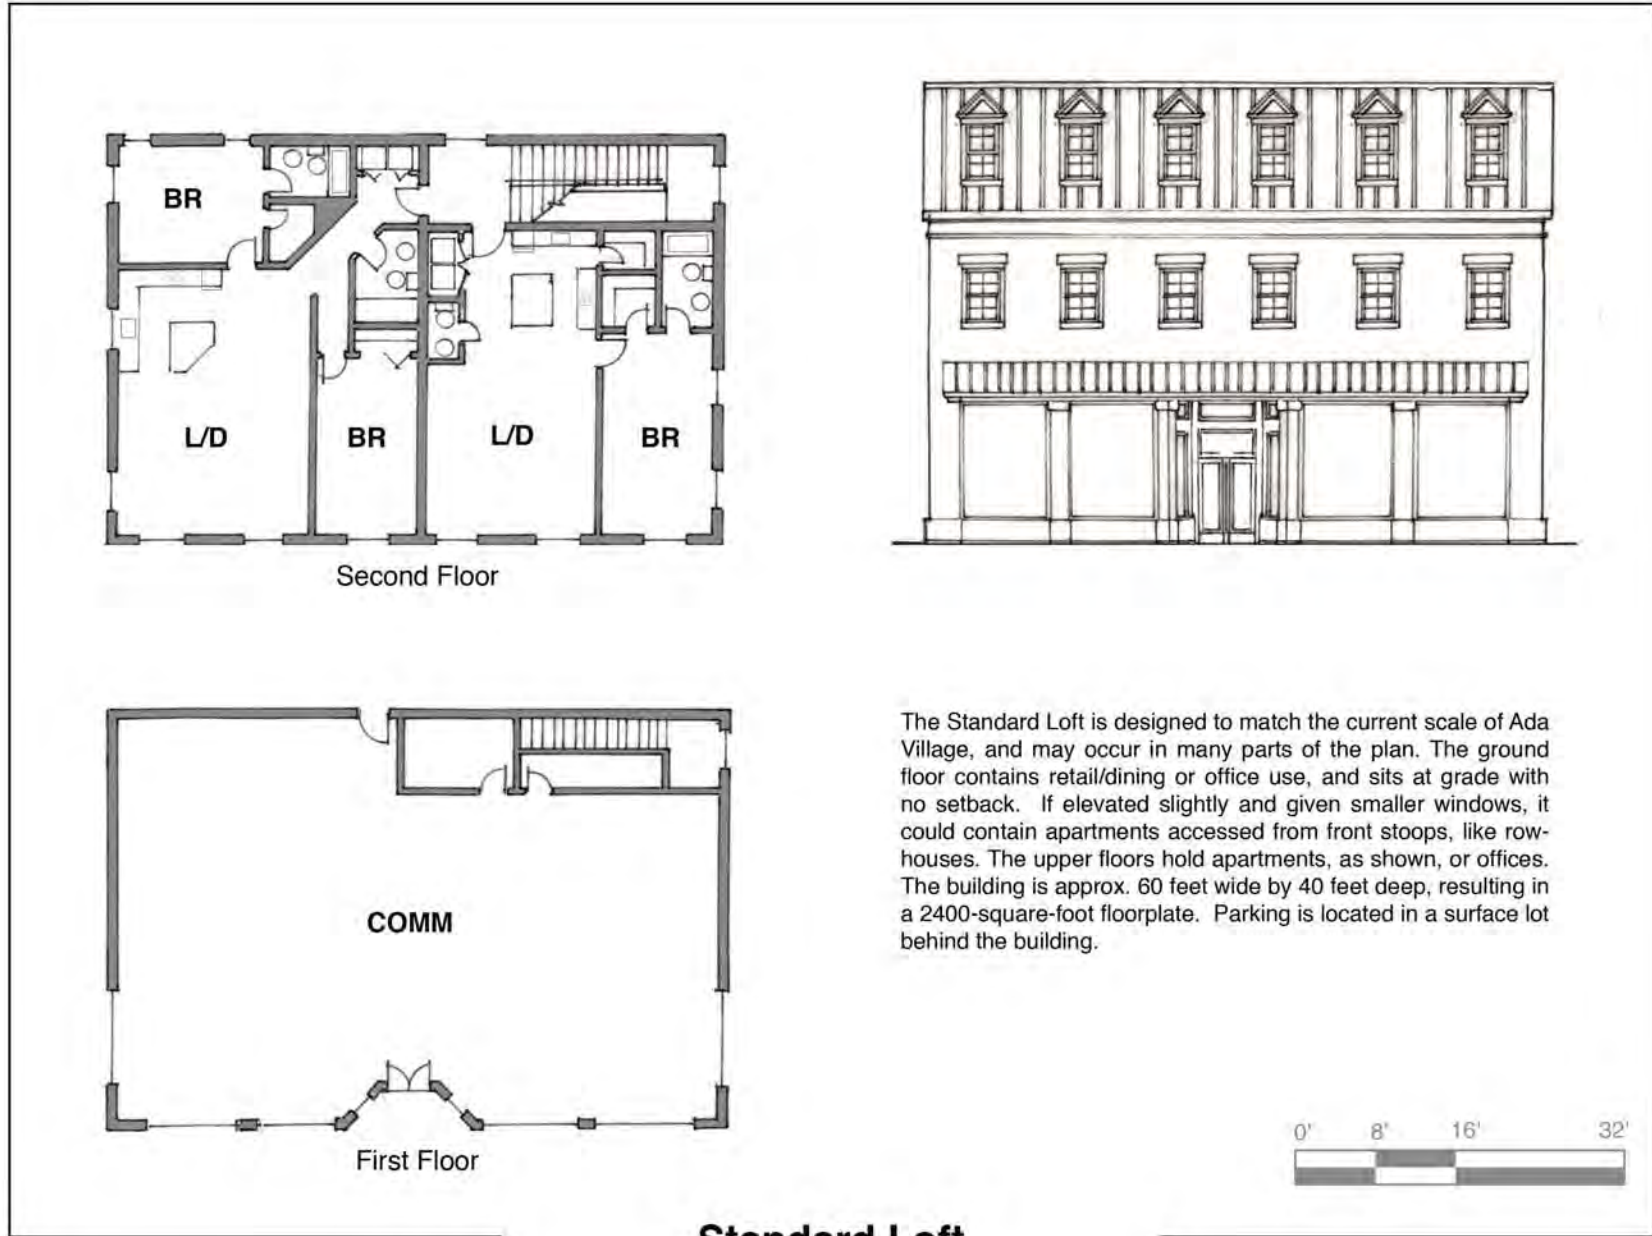 BR
L/D
BR
L/D
BR
Second Floor
COMM
First Floor
The Standard Loft is designed to match the current scale of Ada
Village, and may occur in many parts of the plan. The ground
floor contains retail/dining or office use, and sits at grade with
no setback. If elevated slightly and given smaller windows, it
could contain apartments accessed from front stoops, like row-
houses. The upper floors hold apartments, as shown, or offices.
The building is approx. 60 feet wide by 40 feet deep, resulting in
a 2400-square-foot floorplate. Parking is located in a surface lot
behind the building.
0' 8' 16' 32'
Standard Loft